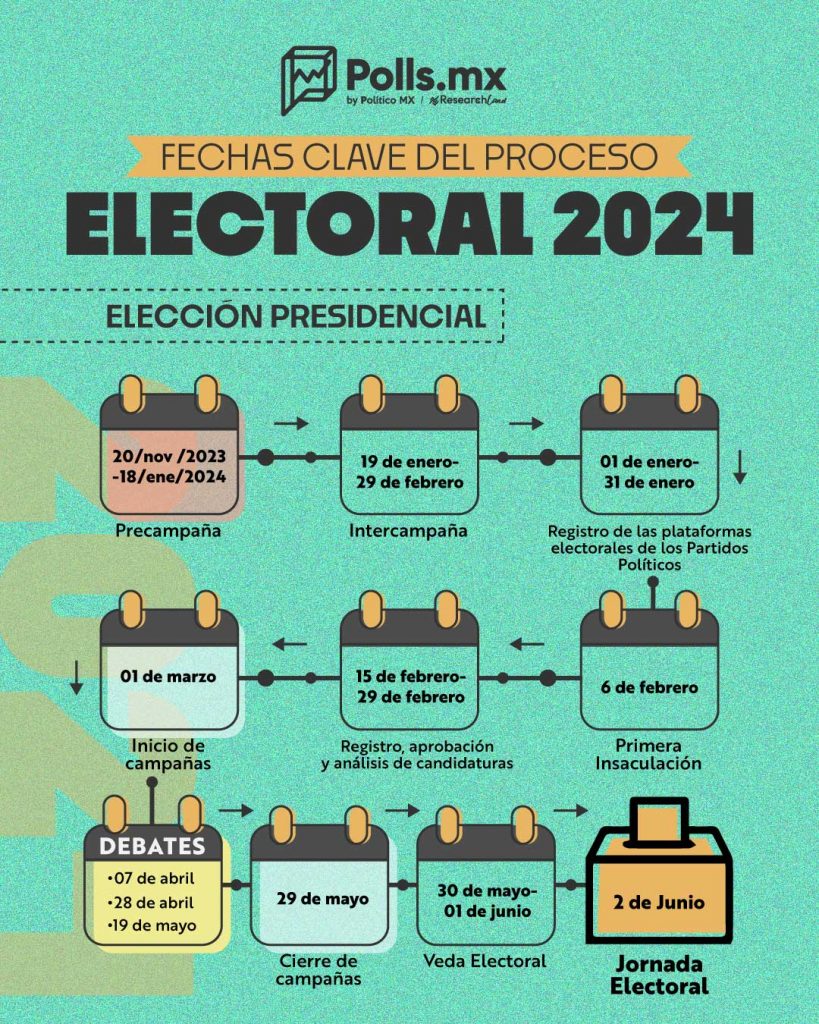 Polls.mx
by Político MX | ResearchLand
FECHAS CLAVE DEL PROCESO
ELECTORAL 2024
ELECCIÓN PRESIDENCIAL
20/nov /2023
-18/ene/2024
Precampaña
19 de enero-
29 de febrero
Intercampaña
01 de enero-
31 de enero
Registro de las plataformas
electorales de los Partidos
Políticos
6 de febrero
Primera
Insaculación
15 de febrero-
29 de febrero
Registro, aprobación
y análisis de candidaturas
01 de marzo
Inicio de
campañas
DEBATES
•07 de abril
•28 de abril
•19 de mayo
29 de mayo
Cierre de
campañas
30 de mayo-
01 de junio
Veda Electoral
2 de Junio
Jornada
Electoral